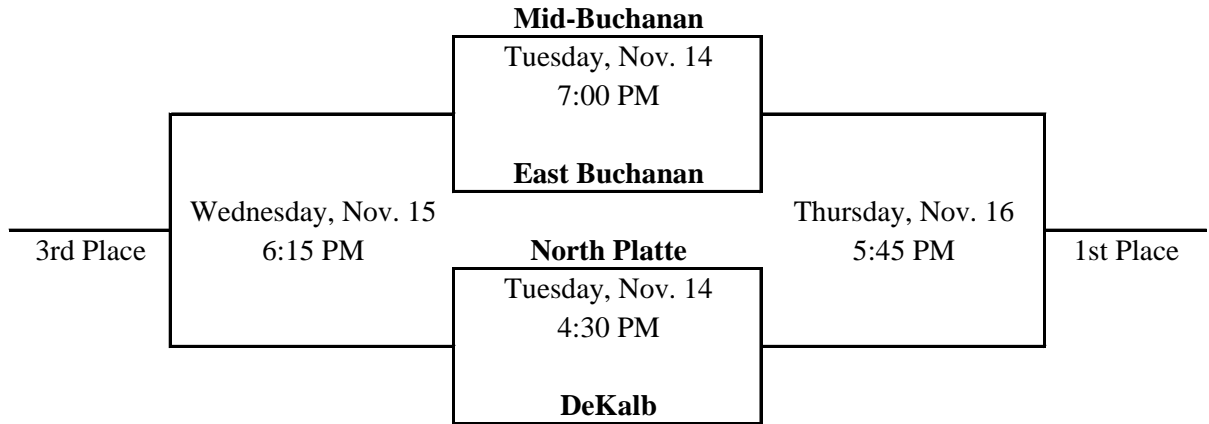 Mid-Buchanan
Tuesday, Nov. 14
7:00 PM
East Buchanan
Wednesday, Nov. 15
Thursday, Nov. 16
3rd Place
6:15 PM
North Platte
5:45 PM
1st Place
Tuesday, Nov. 14
4:30 PM
DeKalb